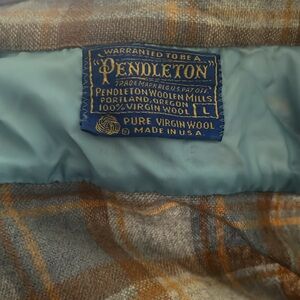 WARRANTED TO BE A
"PENDLETON"
TRADE MARK REG. U.S. PAT. OFF.
PENDLETON WOOLEN MILLS
PORTLAND, OREGON
100% VIRGIN WOOL L
PURE VIRGIN WOOL
MADE IN U.S.A.